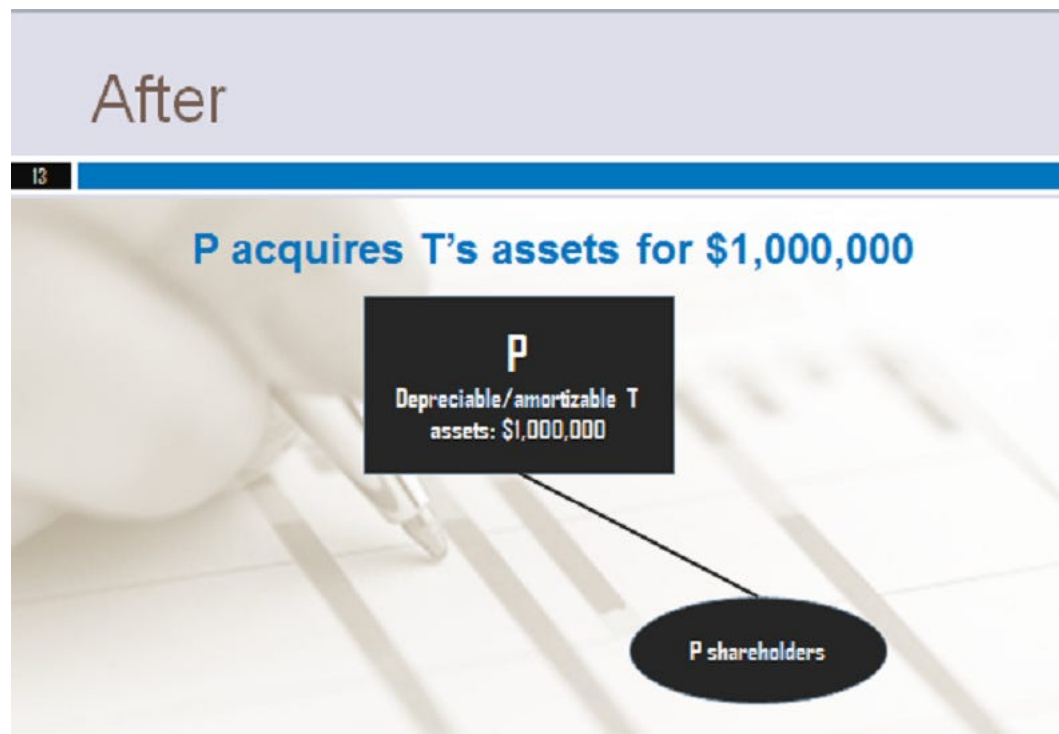 After
13
P acquires T's assets for $1,000,000
P
Depreciable/amortizable T
assets: $1,000,000
P shareholders